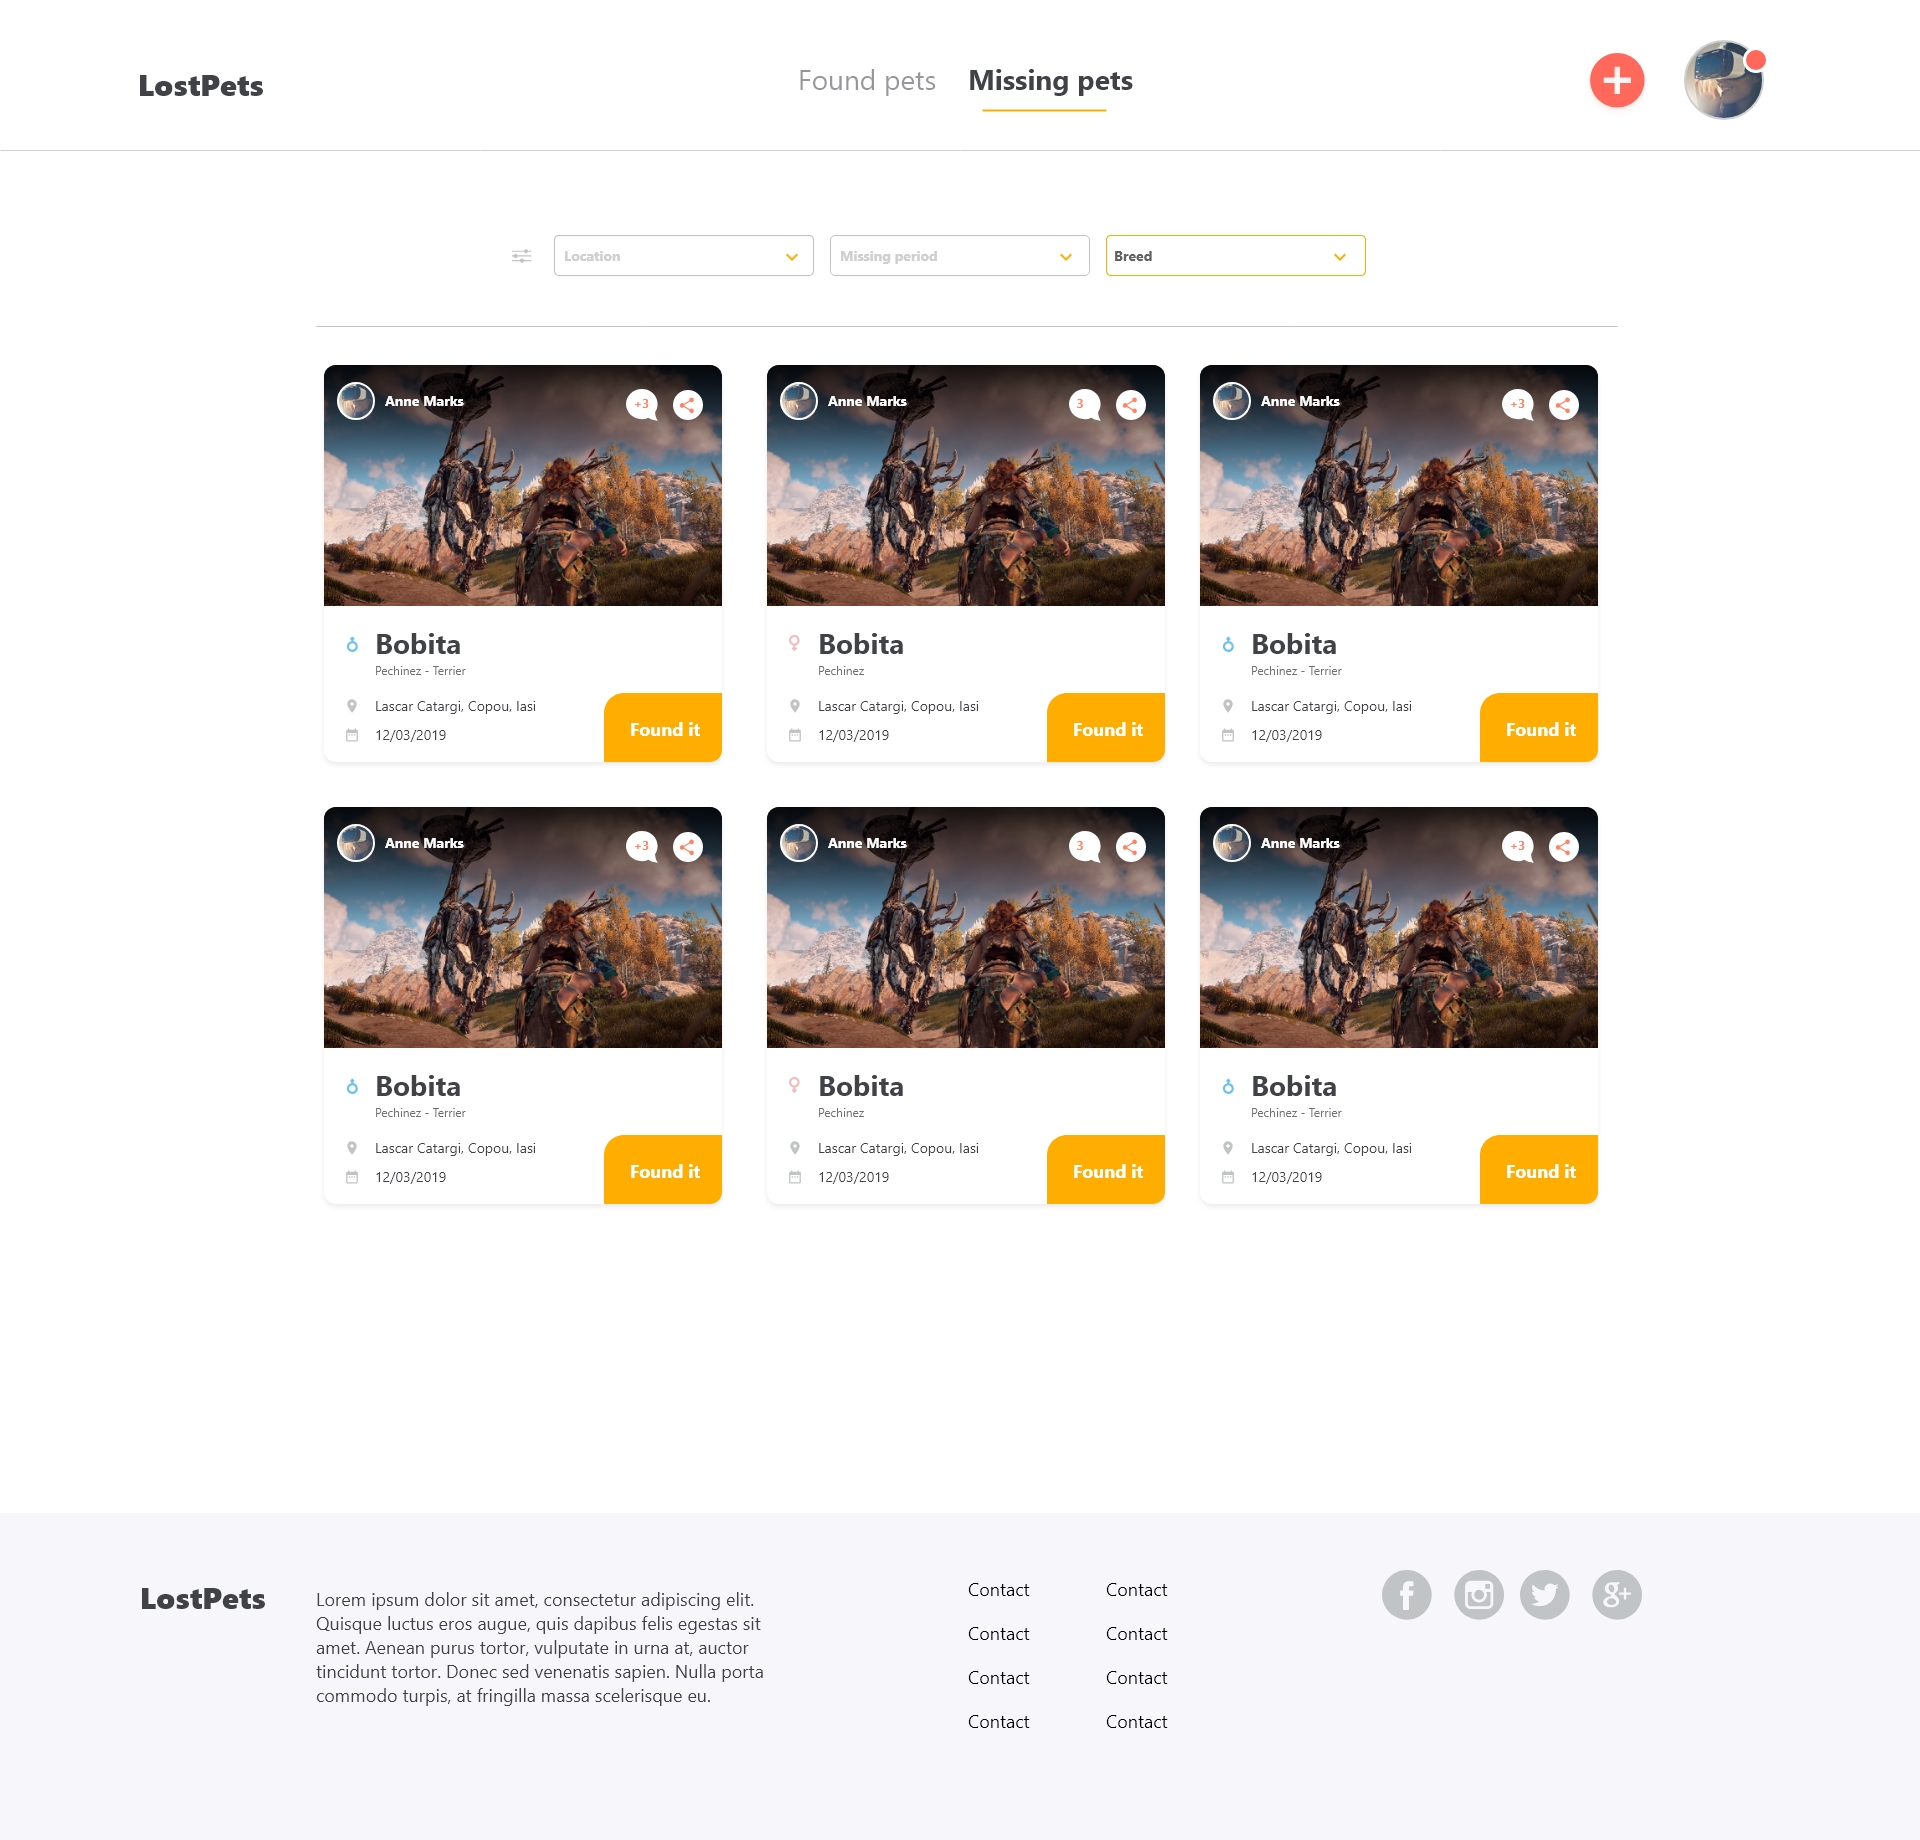 LostPets
Found pets Missing pets
Location Missing period Breed
Anne Marks +3 Anne Marks 3 Anne Marks +3
Bobita Bobita Bobita
Pechinez - Terrier Pechinez Pechinez - Terrier
Lascar Catargi, Copou, Iasi Lascar Catargi, Copou, Iasi Lascar Catargi, Copou, Iasi
Found it Found it Found it
12/03/2019 12/03/2019 12/03/2019
Anne Marks +3 Anne Marks 3 Anne Marks +3
Bobita Bobita Bobita
Pechinez - Terrier Pechinez Pechinez - Terrier
Lascar Catargi, Copou, Iasi Lascar Catargi, Copou, Iasi Lascar Catargi, Copou, Iasi
Found it Found it Found it
12/03/2019 12/03/2019 12/03/2019
LostPets
Lorem ipsum dolor sit amet, consectetur adipiscing elit.
Quisque luctus eros augue, quis dapibus felis egestas sit
amet. Aenean purus tortor, vulputate in urna at, auctor
tincidunt tortor. Donec sed venenatis sapien. Nulla porta
commodo turpis, at fringilla massa scelerisque eu.
Contact Contact
Contact Contact
Contact Contact
Contact Contact